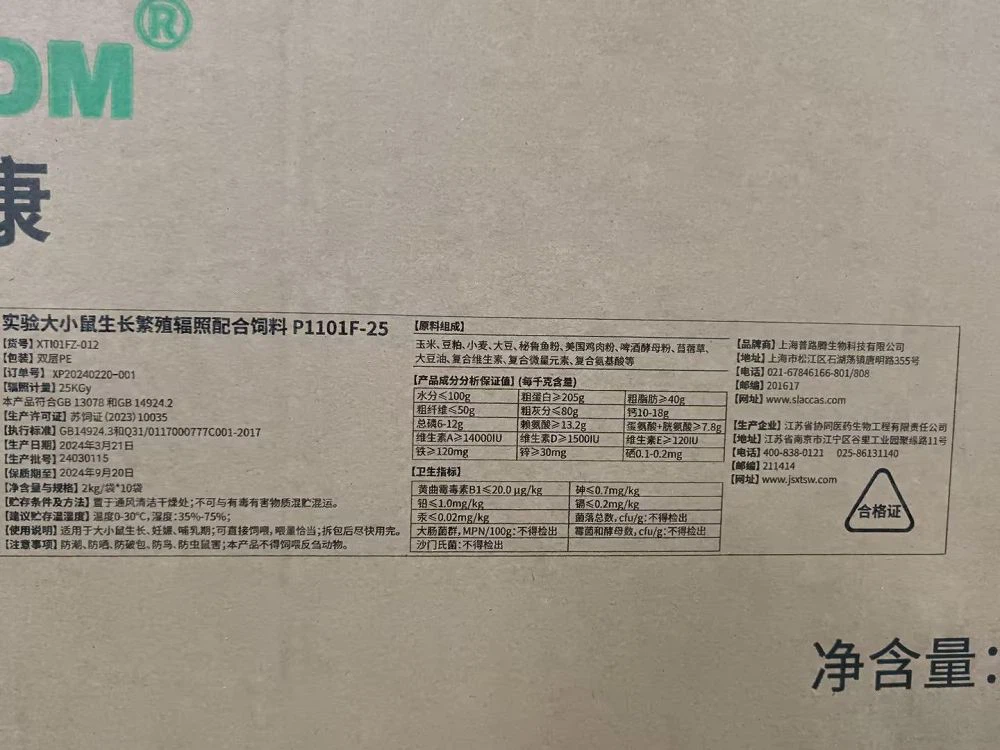 DM®
康
实验大小鼠生长繁殖辐照配合饲料 P1101F-25
【货号】XT101FZ-012
【包装】双层PE
【订单号】 XP20240220-001
【辐照计量】25KGy
本产品符合GB 13078 和GB 14924.2
【生产许可证】苏饲证 (2023) 10035
【执行标准】GB14924.3和Q31/0117000777C001-2017
【生产日期】2024年3月21日
【生产批号】24030115
【保质期至】2024年9月20日
【净含量与规格】2kg/袋*10袋
【贮存条件及方法】置于通风清洁干燥处;不可与有毒有害物质混贮混运。
【建议贮存温湿度】温度0-30℃,湿度:35%-75%;
【使用说明】适用于大小鼠生长、妊娠、哺乳期;可直接饲喂,喂量恰当;拆包后尽快用完。
【注意事项】防潮、防晒、防破包、防鸟、防虫鼠害;本产品不得饲喂反刍动物。
【原料组成】
玉米、豆粕、小麦、大豆、秘鲁鱼粉、美国鸡肉粉、啤酒酵母粉、苜蓿草、
大豆油、复合维生素、复合微量元素、复合氨基酸等
【产品成分分析保证值】(每千克含量)
水分≤100g 粗蛋白≥205g 粗脂肪≥40g
粗纤维≤50g 粗灰分≤80g 钙10-18g
总磷6-12g 赖氨酸≥13.2g 蛋氨酸+胱氨酸≥7.8g
维生素A≥14000IU 维生素D≥1500IU 维生素E≥120IU
铁≥120mg 锌≥30mg 硒0.1-0.2mg
【卫生指标】
黄曲霉毒素B1≤20.0 μg/kg 砷≤0.7mg/kg
铅≤1.0mg/kg 镉≤0.2mg/kg
汞≤0.02mg/kg 菌落总数,cfu/g:不得检出
大肠菌群,MPN/100g:不得检出 霉菌和酵母数,cfu/g:不得检出
沙门氏菌:不得检出
【品牌商】上海普路腾生物科技有限公司
【地址】上海市松江区石湖荡镇唐明路355号
【电话】021-67846166-801/808
【邮编】201617
【网址】www.slaccas.com
【生产企业】江苏省协同医药生物工程有限责任公司
【地址】江苏省南京市江宁区谷里工业园聚缘路11号
【电话】400-838-0121 025-86131140
【邮编】211414
【网址】www.jsxtsw.com
合格证
净含量: